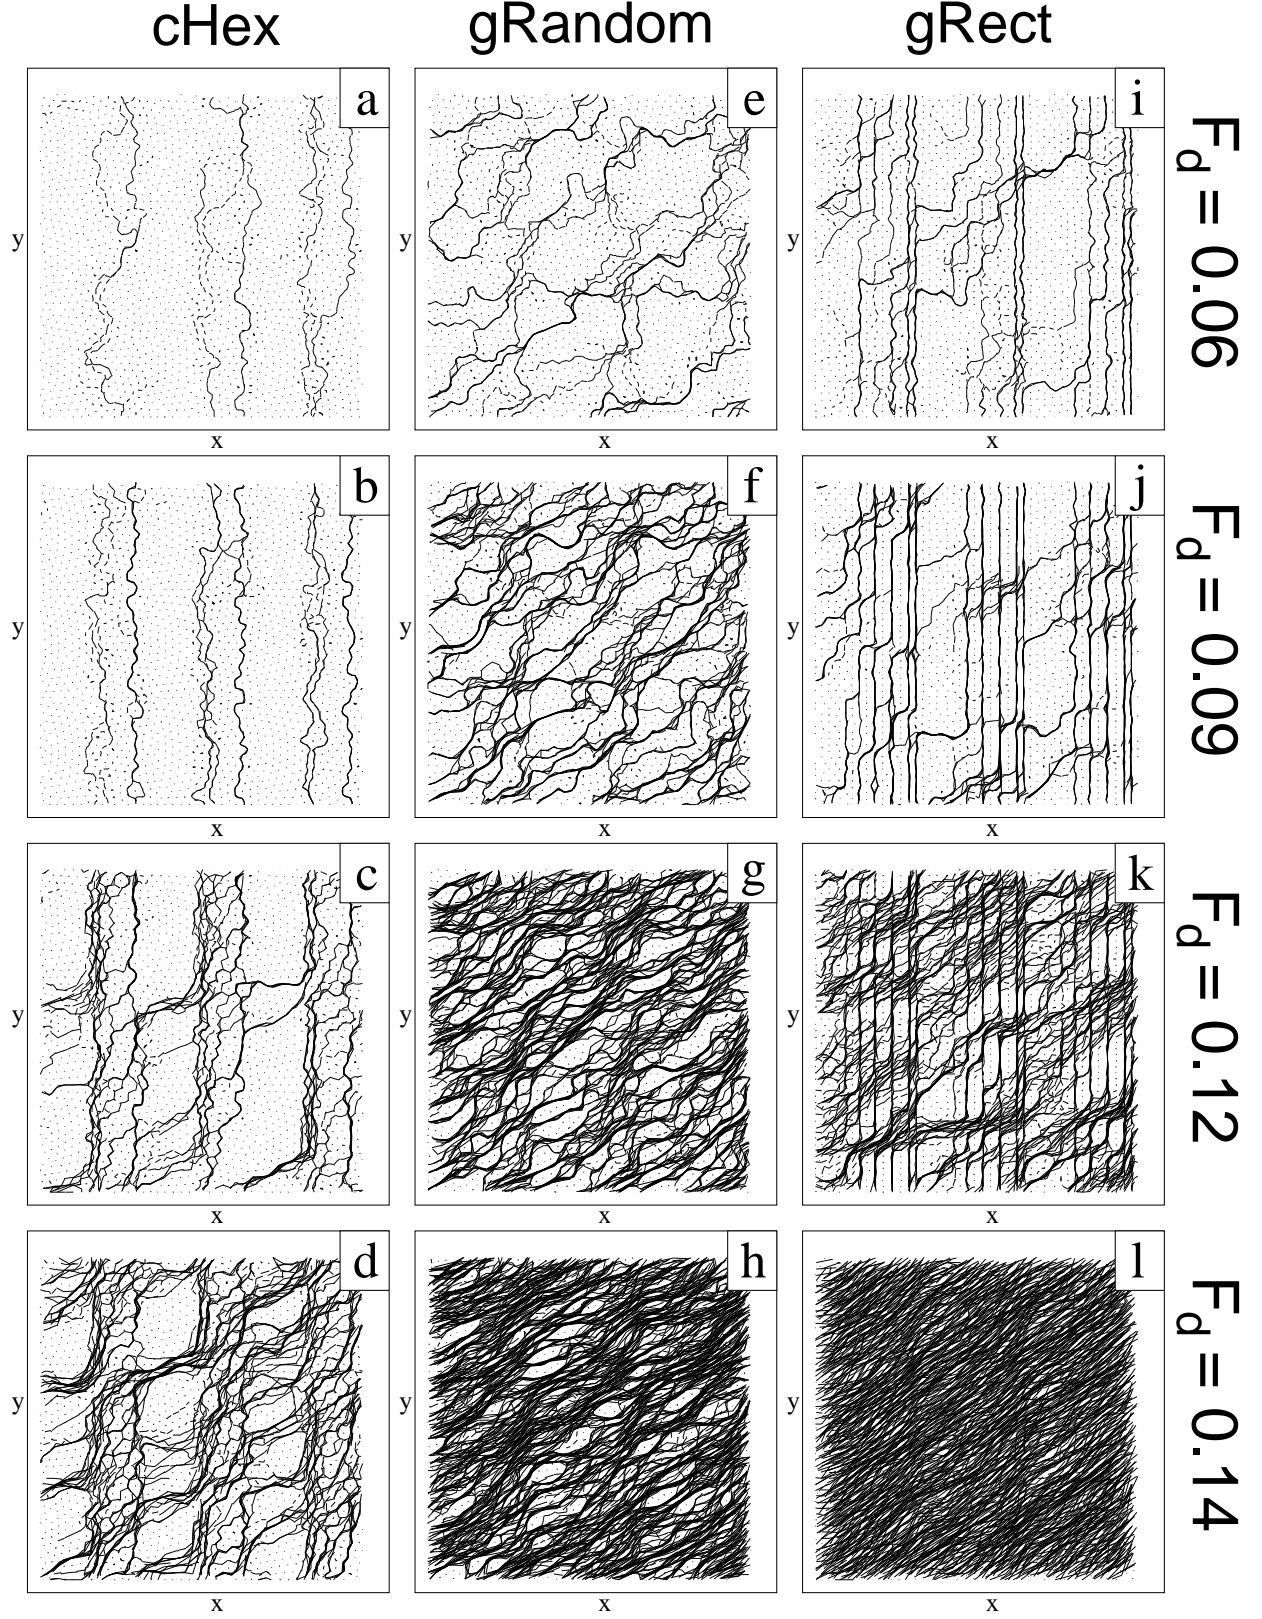 cHex gRandom gRect
a e i
y y y
x x x
F_d = 0.06
b f j
y y y
x x x
F_d = 0.09
c g k
y y y
x x x
F_d = 0.12
d h l
y y y
x x x
F_d = 0.14